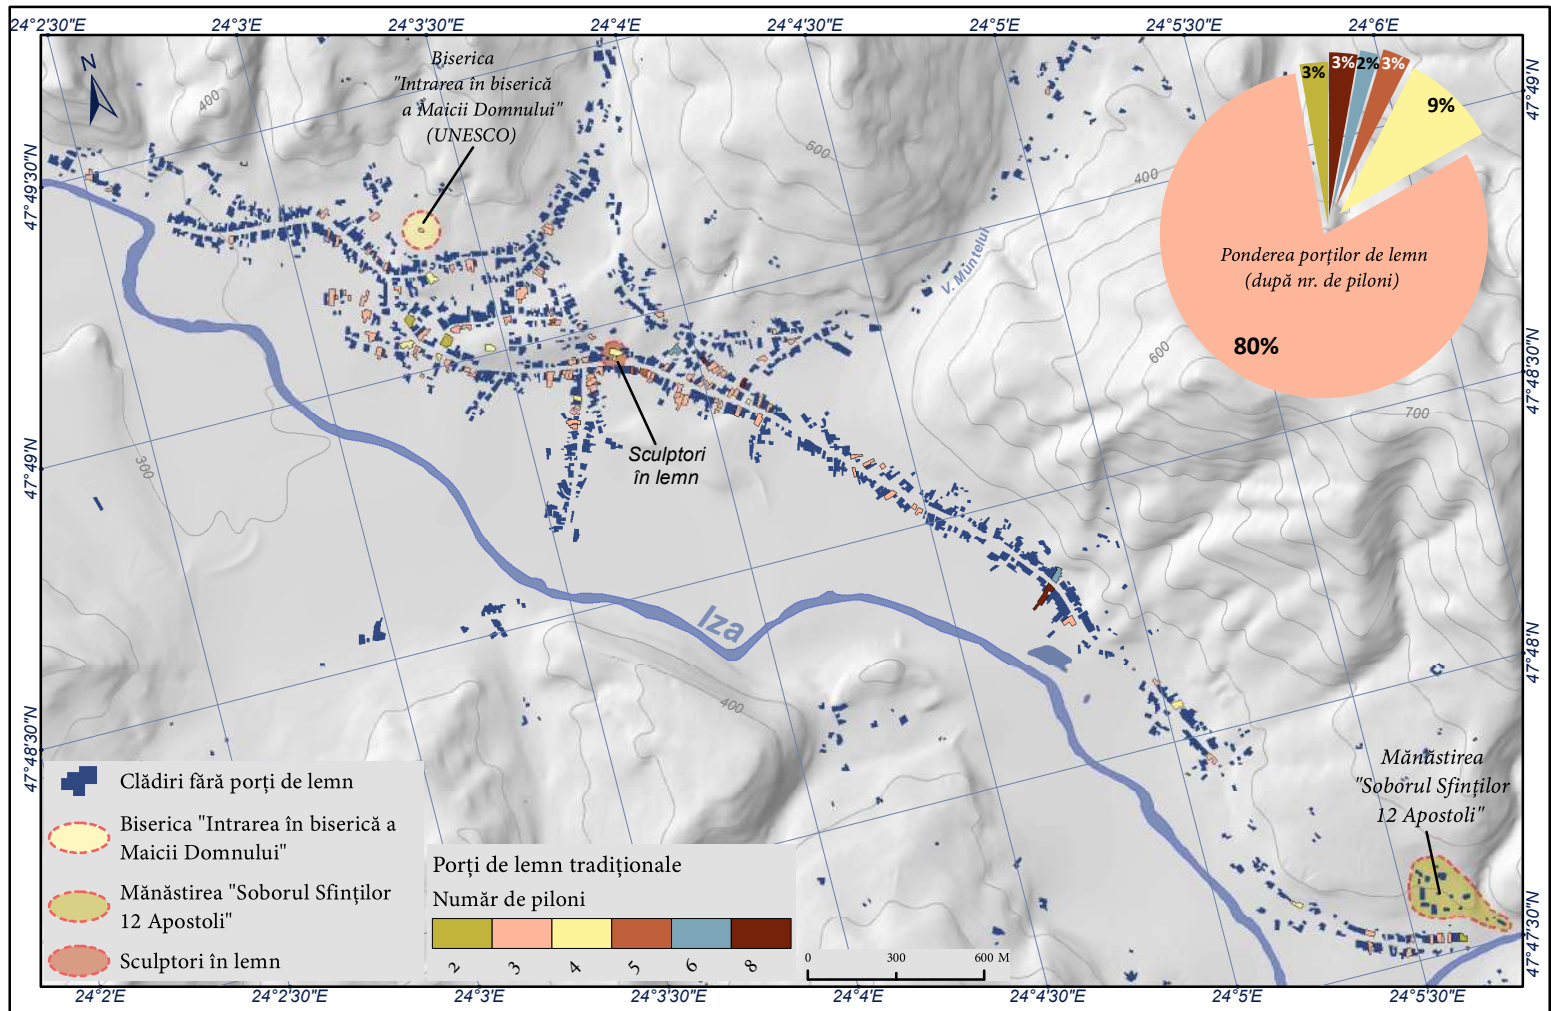 24°2'30"E 24°3'E 24°3'30"E 24°4'E 24°4'30"E 24°5'E 24°5'30"E 24°6'E
N
Biserica
"Intrarea în biserică
a Maicii Domnului"
(UNESCO)
400
500
400
600
700
300
400
V. Muntelui
Iza
3% 3% 2% 3%
9%
80%
Ponderea porților de lemn
(după nr. de piloni)
Sculptori
în lemn
Mănăstirea
"Soborul Sfinților
12 Apostoli"
47°49'30"N
47°49'N
47°48'30"N
47°49'N
47°48'30"N
47°48'N
47°47'30"N
Clădiri fără porți de lemn
Biserica "Intrarea în biserică a
Maicii Domnului"
Mănăstirea "Soborul Sfinților
12 Apostoli"
Sculptori în lemn
Porți de lemn tradiționale
Număr de piloni
2 3 4 5 6 8
0 300 600 M
24°2'E 24°2'30"E 24°3'E 24°3'30"E 24°4'E 24°4'30"E 24°5'E 24°5'30"E